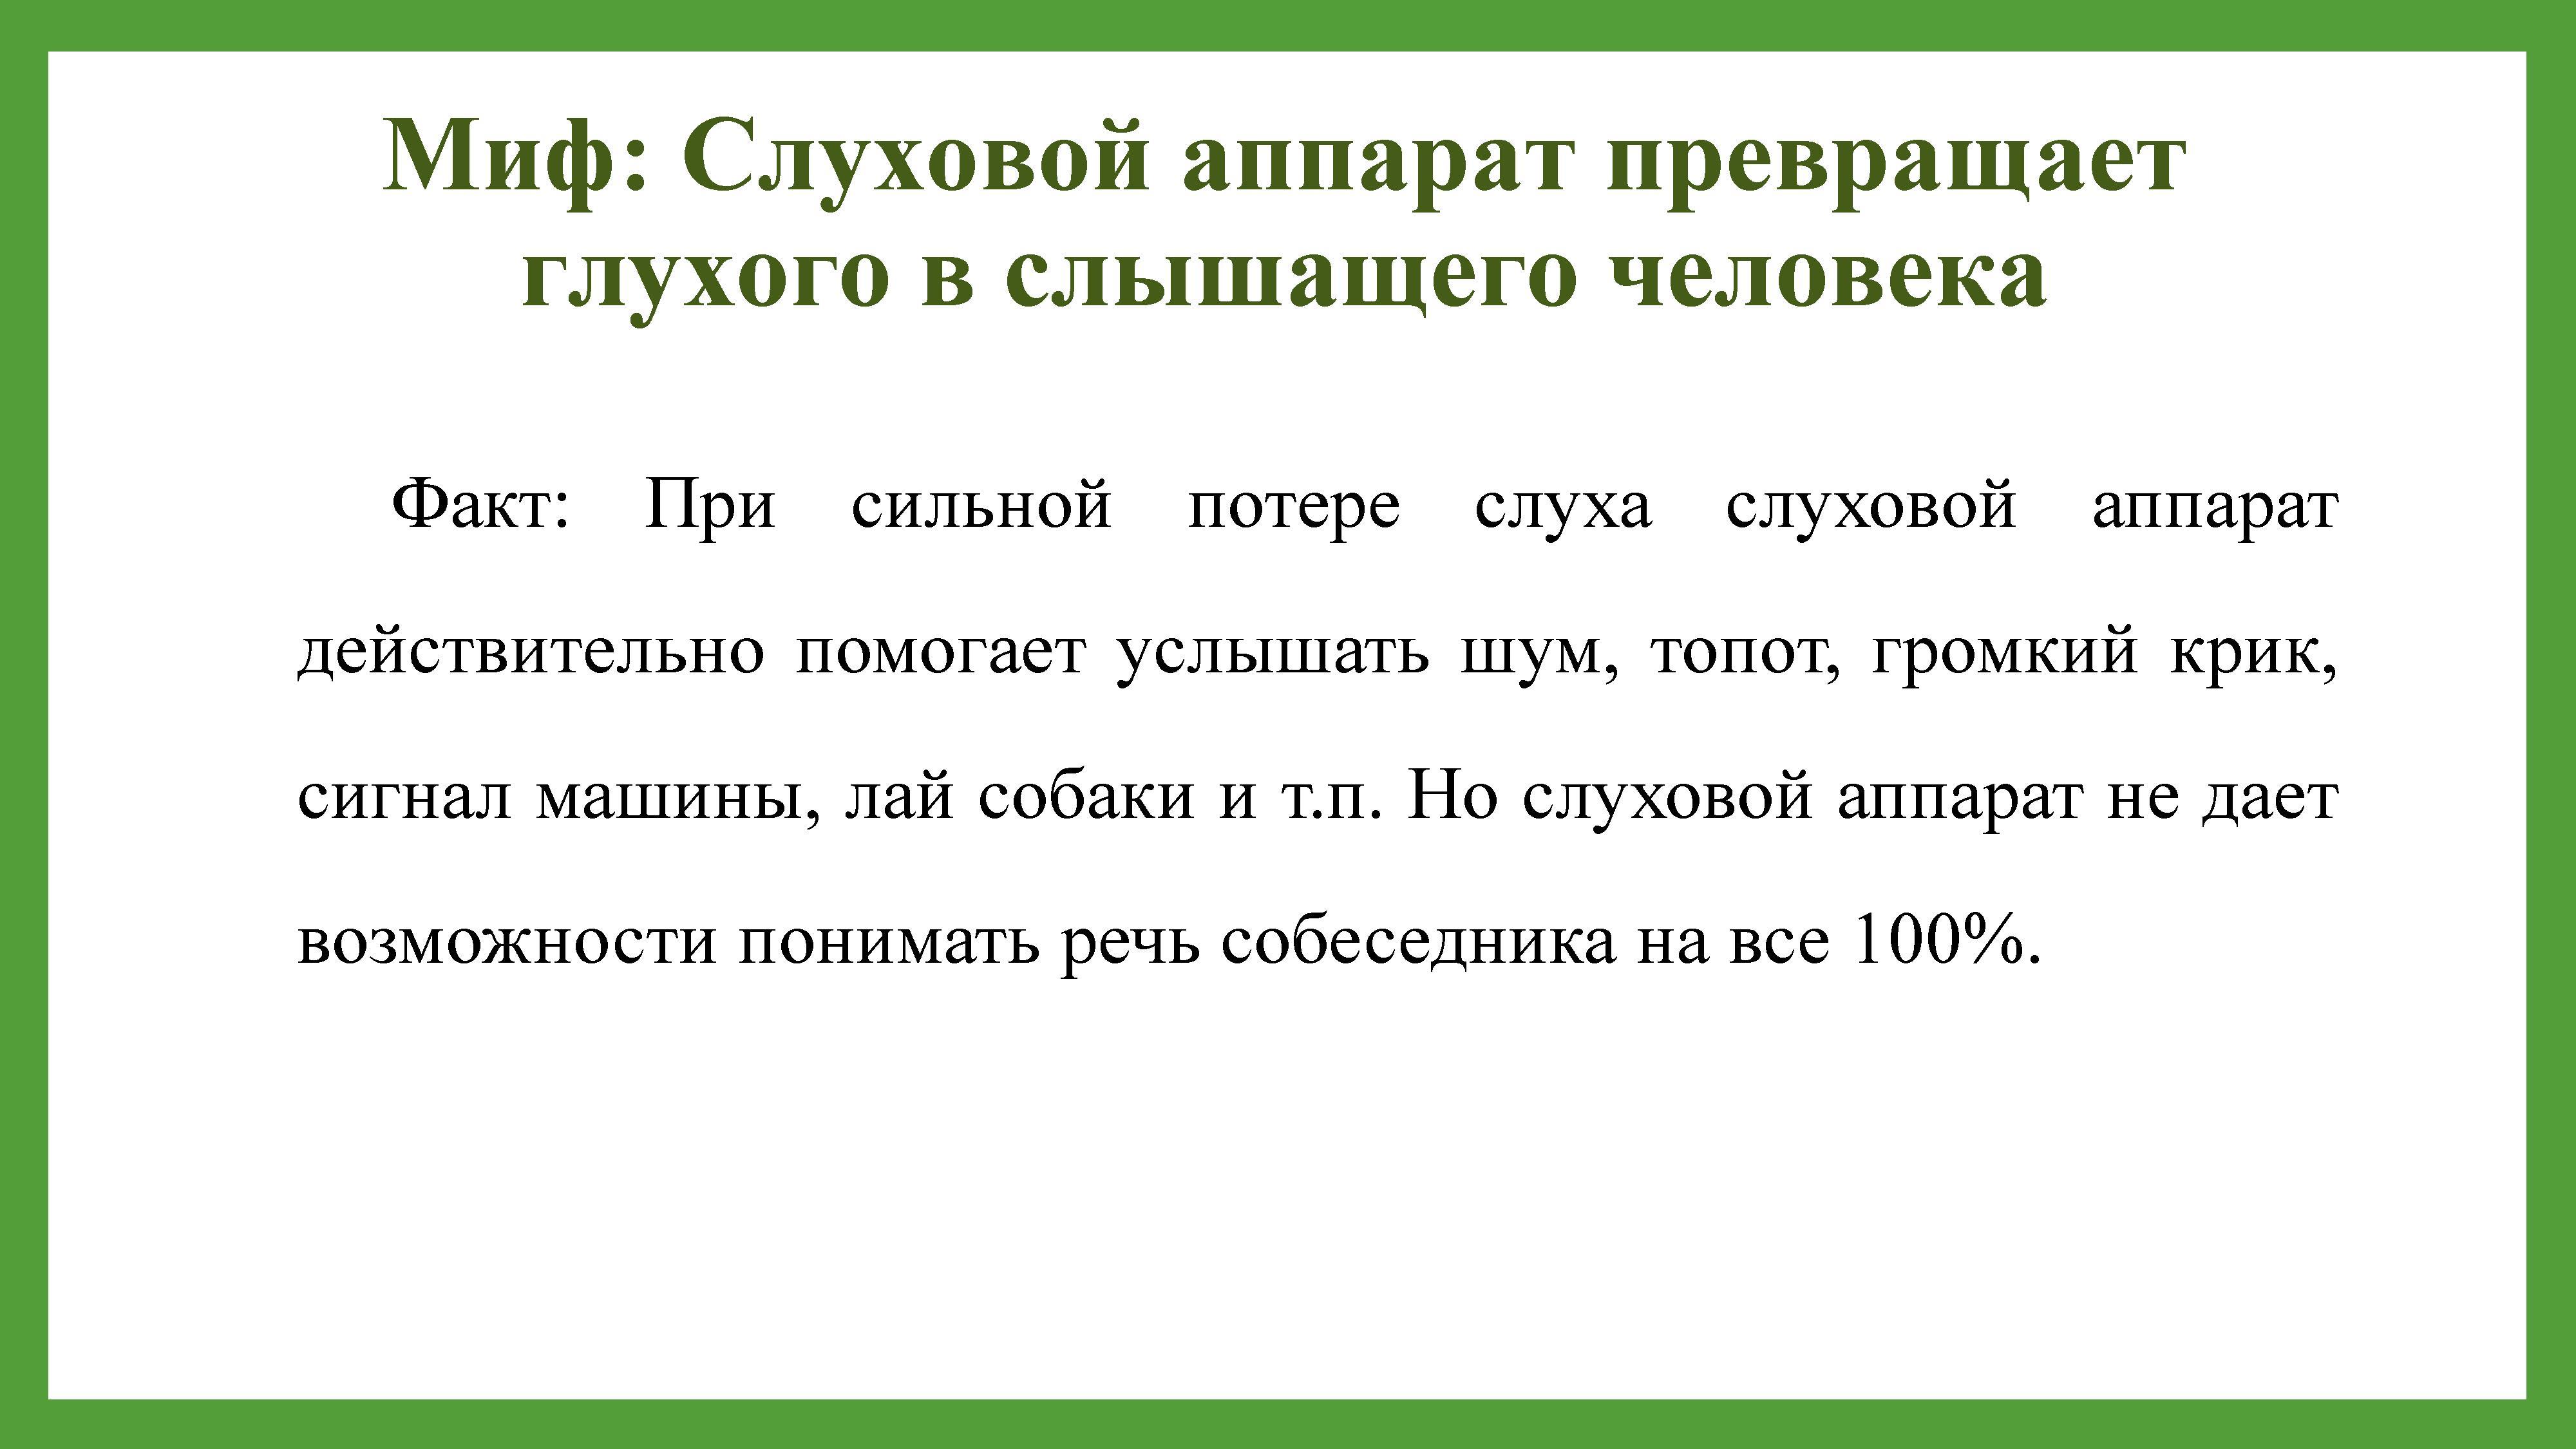 Миф: Слуховой аппарат превращает
глухого в слышащего человека
Факт: При сильной потере слуха слуховой аппарат
действительно помогает услышать шум, топот, громкий крик,
сигнал машины, лай собаки и т.п. Но слуховой аппарат не дает
возможности понимать речь собеседника на все 100%.